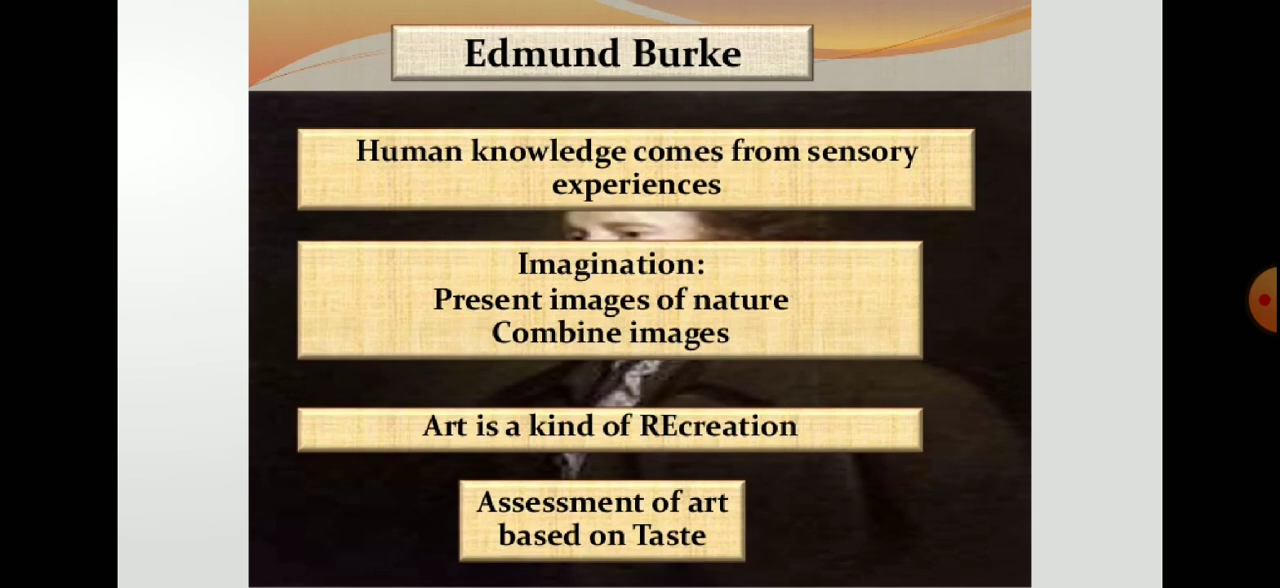 Edmund Burke
Human knowledge comes from sensory
experiences
Imagination:
Present images of nature
Combine images
Art is a kind of REcreation
Assessment of art
based on Taste